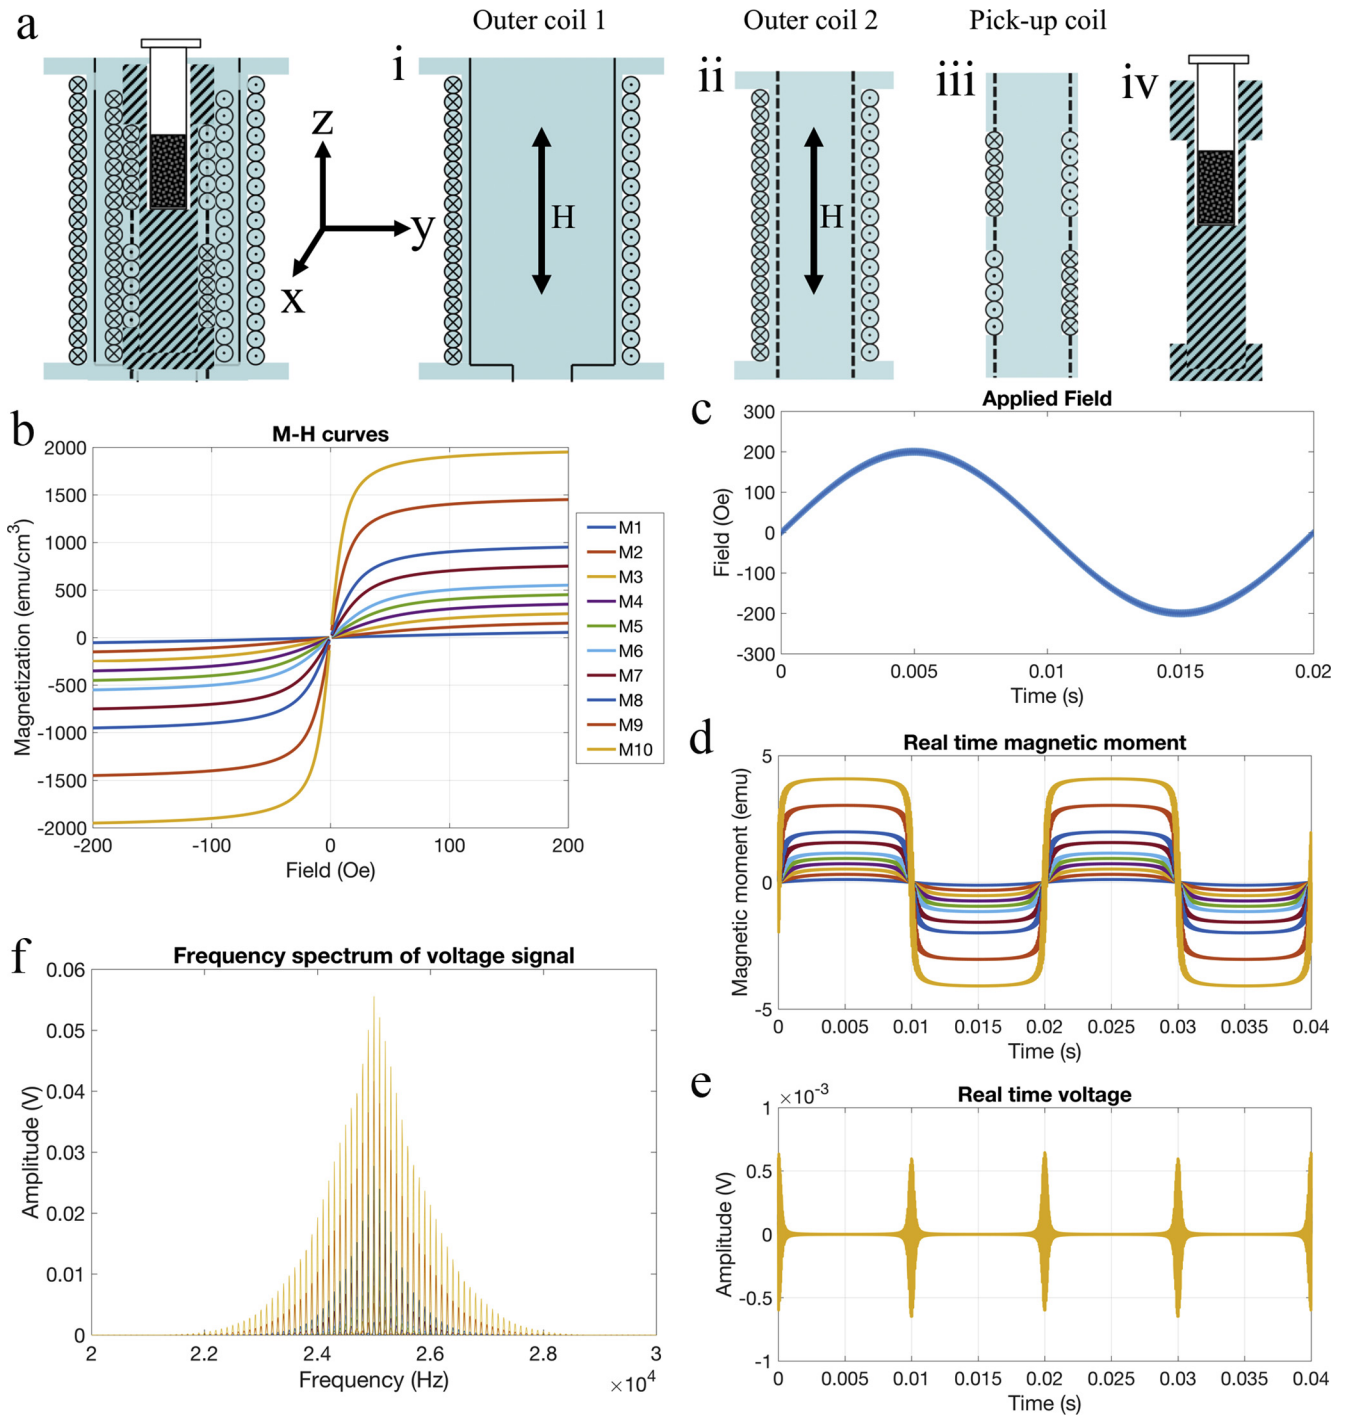 a
Outer coil 1
Outer coil 2
Pick-up coil
i
ii
iii
iv
z
y
x
H
H
b
M-H curves
Magnetization (emu/cm³)
2000
1500
1000
500
0
-500
-1000
-1500
-2000
-200
-100
0
100
200
Field (Oe)
M1
M2
M3
M4
M5
M6
M7
M8
M9
M10
c
Applied Field
Field (Oe)
300
200
100
0
-100
-200
-300
0
0.005
0.01
0.015
0.02
Time (s)
d
Real time magnetic moment
Magnetic moment (emu)
5
0
-5
0
0.005
0.01
0.015
0.02
0.025
0.03
0.035
0.04
Time (s)
e
Real time voltage
×10⁻³
Amplitude (V)
1
0.5
0
-0.5
-1
0
0.005
0.01
0.015
0.02
0.025
0.03
0.035
0.04
Time (s)
f
Frequency spectrum of voltage signal
Amplitude (V)
0.06
0.05
0.04
0.03
0.02
0.01
0
2
2.2
2.4
2.6
2.8
3
Frequency (Hz)
×10⁴